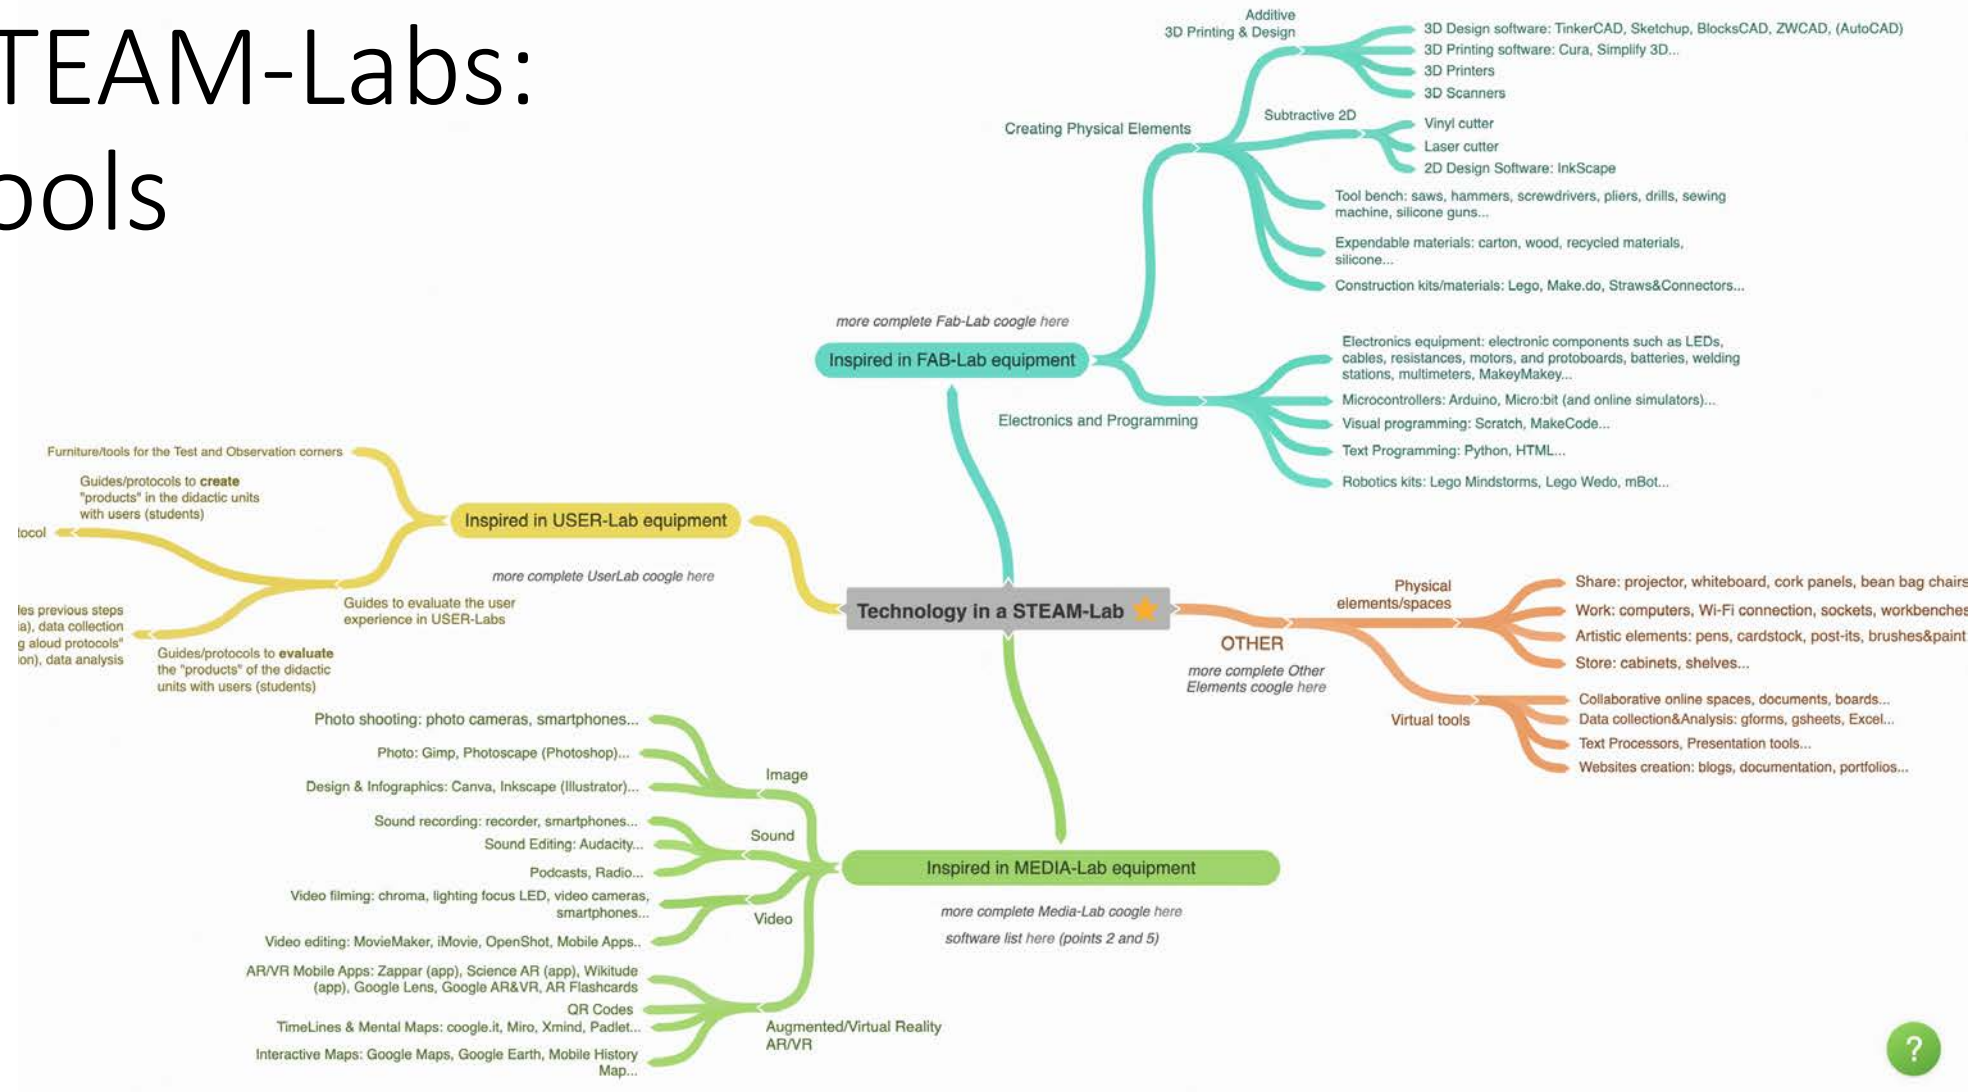 TEAM-Labs:
ools
Additive
3D Printing & Design
3D Design software: TinkerCAD, Sketchup, BlocksCAD, ZWCAD, (AutoCAD)
3D Printing software: Cura, Simplify 3D...
3D Printers
3D Scanners
Creating Physical Elements
Subtractive 2D
Vinyl cutter
Laser cutter
2D Design Software: InkScape
Tool bench: saws, hammers, screwdrivers, pliers, drills, sewing
machine, silicone guns...
Expendable materials: carton, wood, recycled materials,
silicone...
Construction kits/materials: Lego, Make.do, Straws&Connectors...
more complete Fab-Lab coogle here
Inspired in FAB-Lab equipment
Electronics and Programming
Electronics equipment: electronic components such as LEDs,
cables, resistances, motors, and protoboards, batteries, welding
stations, multimeters, MakeyMakey...
Microcontrollers: Arduino, Micro:bit (and online simulators)...
Visual programming: Scratch, MakeCode...
Text Programming: Python, HTML...
Robotics kits: Lego Mindstorms, Lego Wedo, mBot...
Furniture/tools for the Test and Observation corners
Guides/protocols to create
"products" in the didactic units
with users (students)
ocol
Inspired in USER-Lab equipment
more complete UserLab coogle here
Guides to evaluate the user
experience in USER-Labs
les previous steps
ia), data collection
g aloud protocols"
ion), data analysis
Guides/protocols to evaluate
the "products" of the didactic
units with users (students)
Technology in a STEAM-Lab
OTHER
more complete Other
Elements coogle here
Physical
elements/spaces
Share: projector, whiteboard, cork panels, bean bag chairs
Work: computers, Wi-Fi connection, sockets, workbenches
Artistic elements: pens, cardstock, post-its, brushes&paint
Store: cabinets, shelves...
Virtual tools
Collaborative online spaces, documents, boards...
Data collection&Analysis: gforms, gsheets, Excel...
Text Processors, Presentation tools...
Websites creation: blogs, documentation, portfolios...
Photo shooting: photo cameras, smartphones...
Photo: Gimp, Photoscape (Photoshop)...
Design & Infographics: Canva, Inkscape (Illustrator)...
Image
Sound recording: recorder, smartphones...
Sound Editing: Audacity...
Podcasts, Radio...
Sound
Video filming: chroma, lighting focus LED, video cameras,
smartphones...
Video editing: MovieMaker, iMovie, OpenShot, Mobile Apps..
Video
AR/VR Mobile Apps: Zappar (app), Science AR (app), Wikitude
(app), Google Lens, Google AR&VR, AR Flashcards
QR Codes
TimeLines & Mental Maps: coogle.it, Miro, Xmind, Padlet...
Interactive Maps: Google Maps, Google Earth, Mobile History
Map...
Augmented/Virtual Reality
AR/VR
Inspired in MEDIA-Lab equipment
more complete Media-Lab coogle here
software list here (points 2 and 5)
?